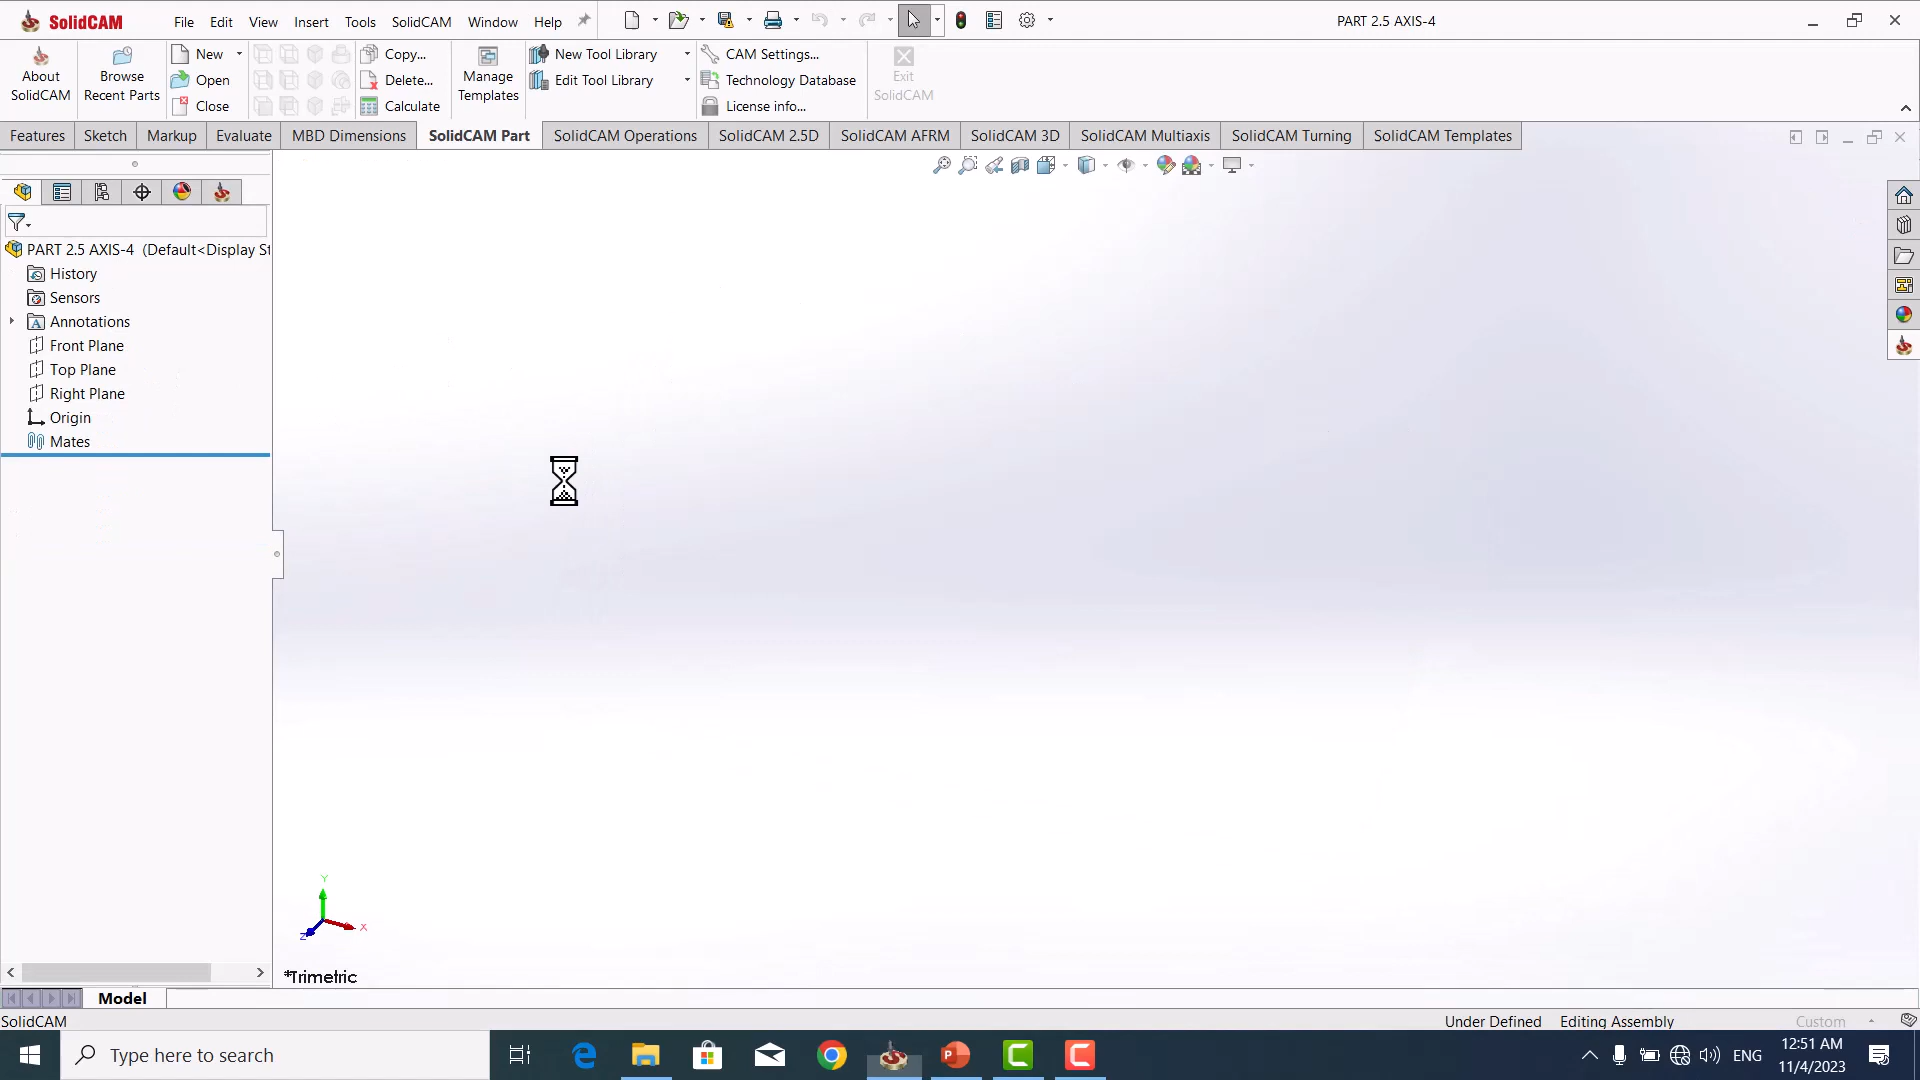 SolidCAM File Edit View Insert Tools SolidCAM Window Help PART 2.5 AXIS-4
About SolidCAM
Browse Recent Parts
New
Open
Close
Copy...
Delete...
Calculate
Manage Templates
New Tool Library
Edit Tool Library
CAM Settings...
Technology Database
License info...
Exit SolidCAM
Features Sketch Markup Evaluate MBD Dimensions SolidCAM Part SolidCAM Operations SolidCAM 2.5D SolidCAM AFRM SolidCAM 3D SolidCAM Multiaxis SolidCAM Turning SolidCAM Templates
PART 2.5 AXIS-4 (Default<Display St
History
Sensors
Annotations
Front Plane
Top Plane
Right Plane
Origin
Mates
Y
X
Z
*Trimetric
Model
SolidCAM Under Defined Editing Assembly Custom
Type here to search ENG 12:51 AM
11/4/2023